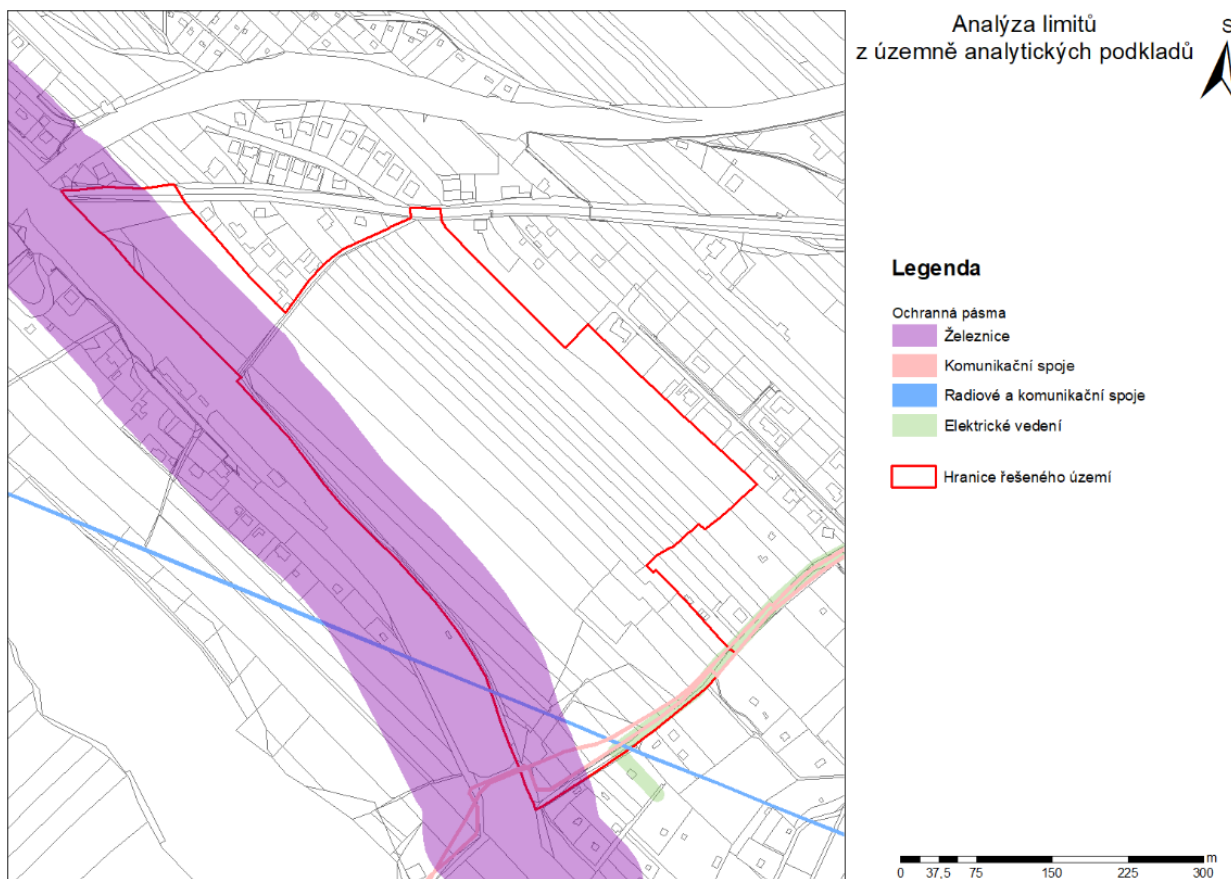 Analýza limitů
z územně analytických podkladů
S
Legenda
Ochranná pásma
Železnice
Komunikační spoje
Radiové a komunikační spoje
Elektrické vedení
Hranice řešeného území
m
0 37,5 75 150 225 300